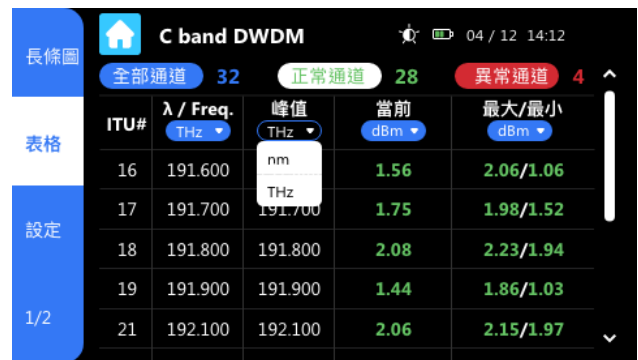 C band DWDM 04 / 12 14:12
長條圖
表格
設定
1/2
全部通道 32 正常通道 28 異常通道 4
ITU# λ / Freq. 峰值 當前 最大/最小
THz THz dBm dBm
nm
THz
16 191.600 1.56 2.06/1.06
17 191.700 191.700 1.75 1.98/1.52
18 191.800 191.800 2.08 2.23/1.94
19 191.900 191.900 1.44 1.86/1.03
21 192.100 192.100 2.06 2.15/1.97